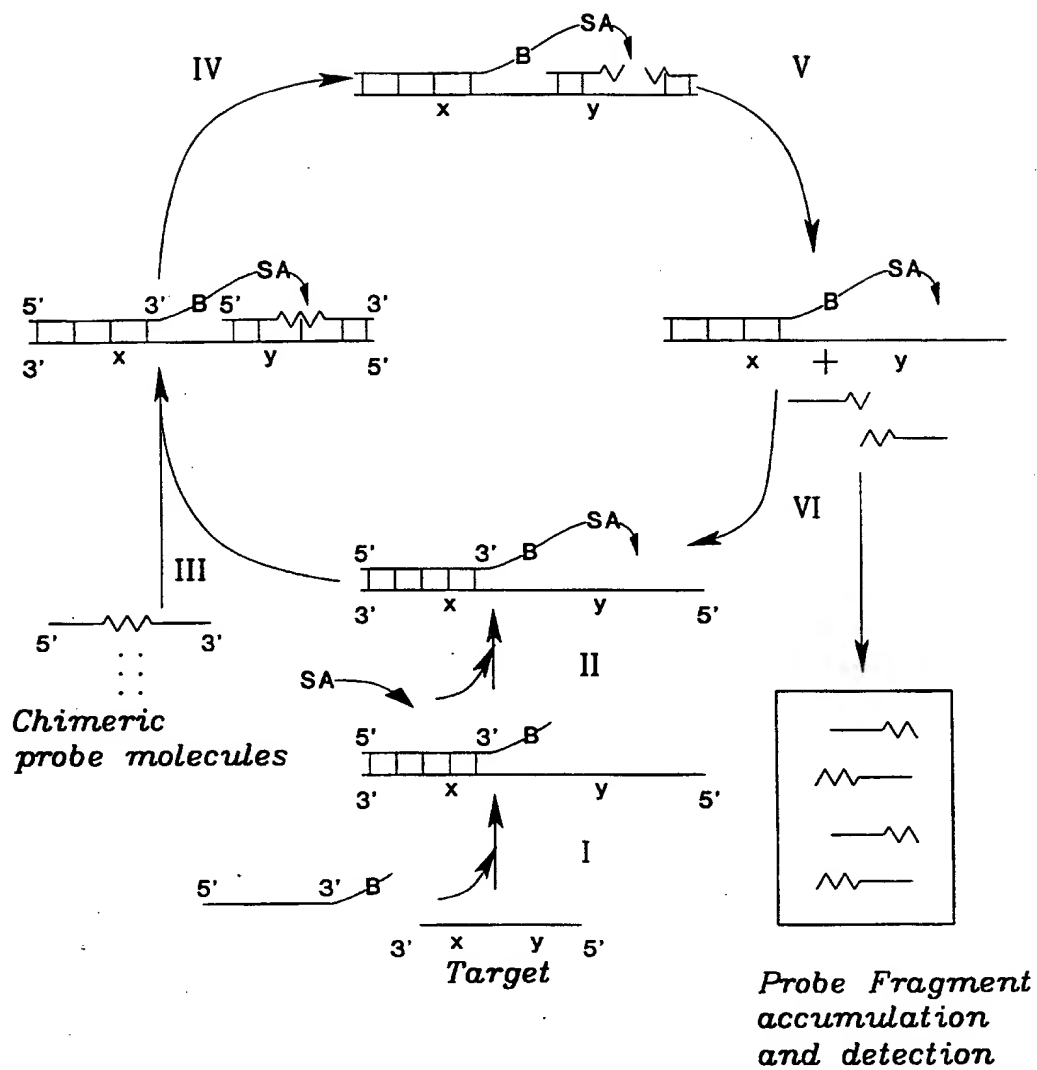 SA
IV
B
V
x
y
SA
5'
3'
B
5'
3'
3'
x
y
5'
SA
B
x
+
y
VI
SA
5'
3'
B
III
3'
x
y
5'
5'
3'
II
SA
Chimeric
probe molecules
5'
3'
B
3'
x
y
5'
I
5'
3'
B
3'
x
y
5'
Target
Probe Fragment
accumulation
and detection